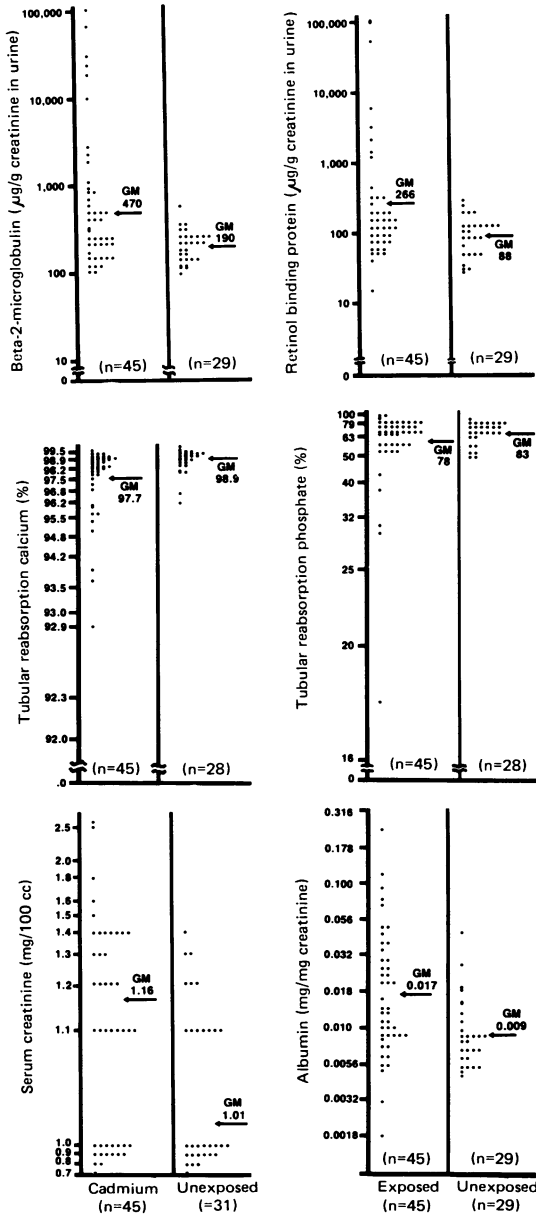 Beta-2-microglobulin (µg/g creatinine in urine)
100,000
10,000
1,000
100
10
0
GM
470
GM
190
(n=45)
(n=29)
Retinol binding protein (µg/g creatinine in urine)
100,000
10,000
1,000
100
10
0
GM
266
GM
88
(n=45)
(n=29)
Tubular reabsorption calcium (%)
99.5
98.9
98.2
97.5
96.8
96.2
95.5
94.8
94.2
93.5
93.0
92.9
92.3
92.0
.0
GM
97.7
GM
98.9
(n=45)
(n=28)
Tubular reabsorption phosphate (%)
100
79
63
50
40
32
25
20
16
0
GM
78
GM
83
(n=45)
(n=28)
Serum creatinine (mg/100 cc)
2.5
1.8
1.6
1.5
1.4
1.3
1.2
1.1
1.0
0.9
0.8
0.7
GM
1.16
GM
1.01
Cadmium
(n=45)
Unexposed
(=31)
Albumin (mg/mg creatinine)
0.316
0.178
0.100
0.056
0.032
0.018
0.010
0.0056
0.0032
0.0018
GM
0.017
GM
0.009
(n=45)
(n=29)
Exposed
(n=45)
Unexposed
(n=29)